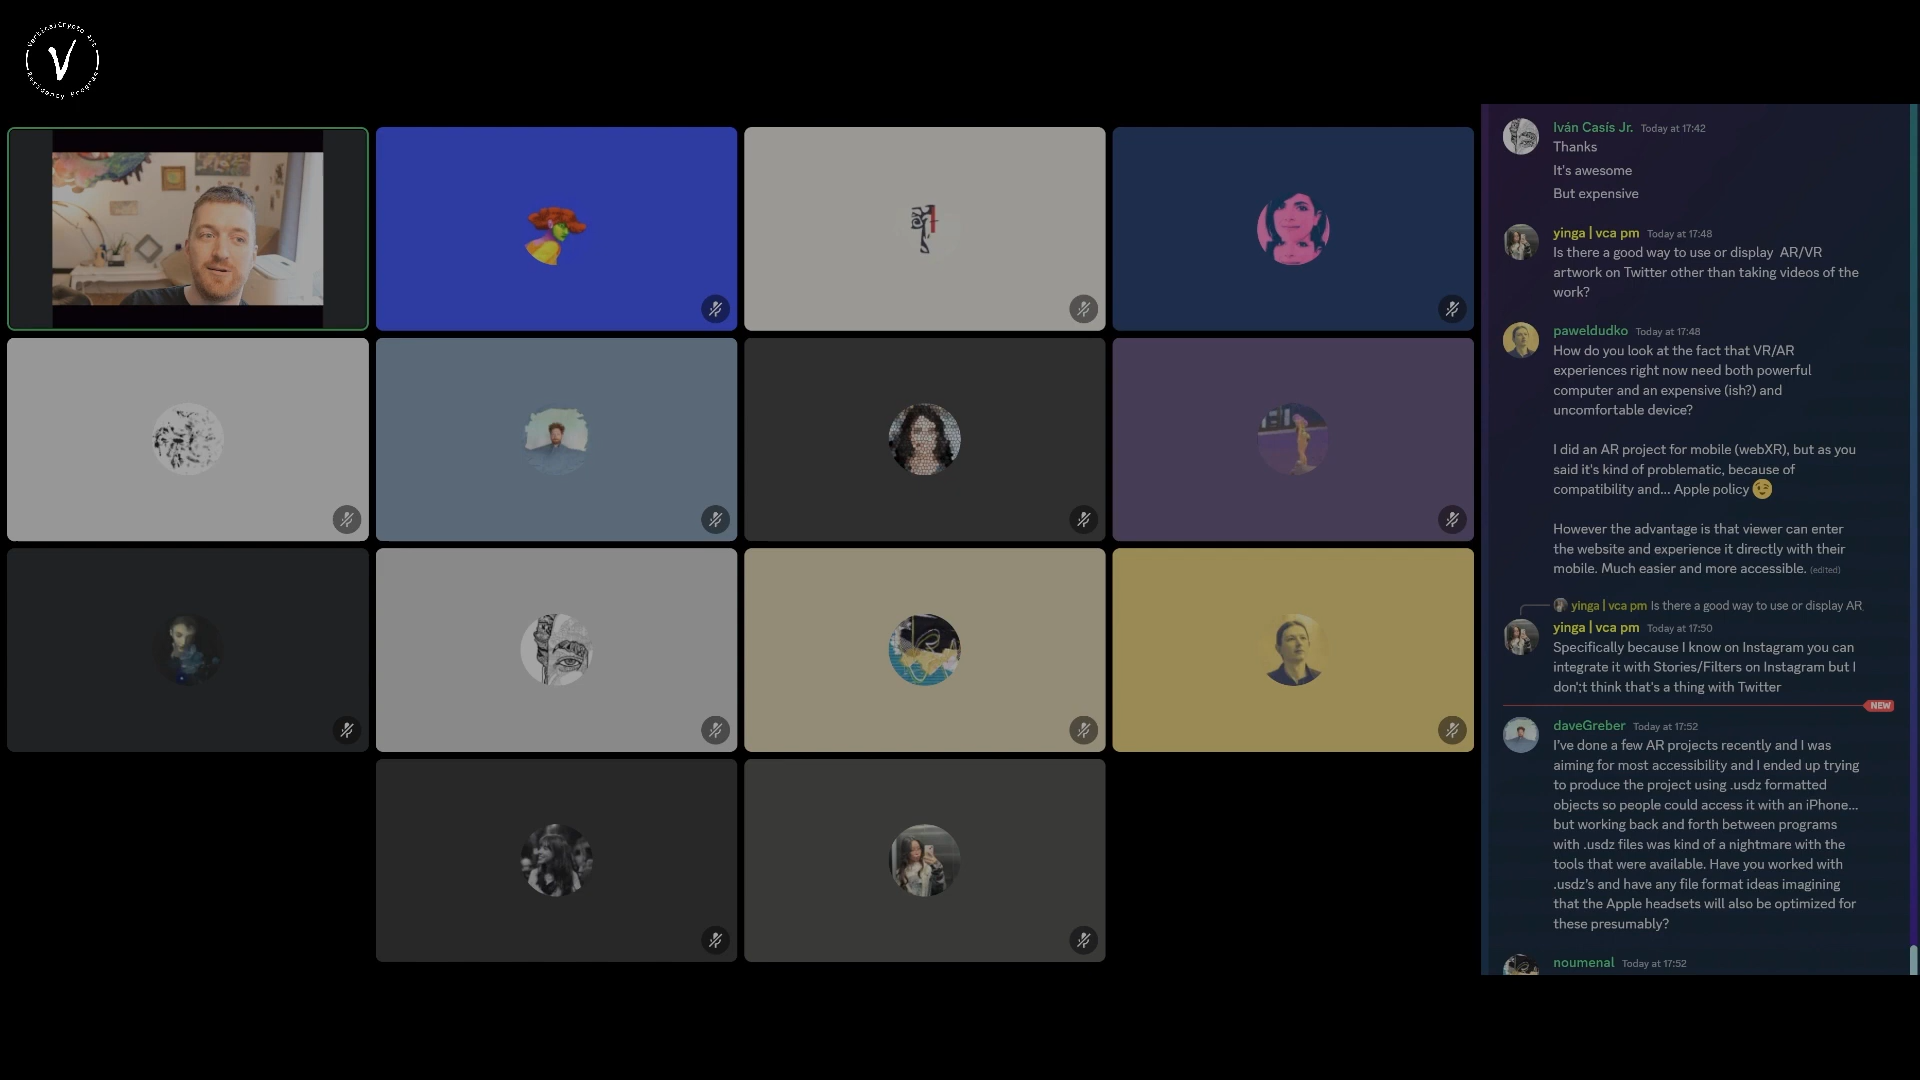 Vertical Crypto Art
V
Residency Program
Iván Casís Jr. Today at 17:42
Thanks
It's awesome
But expensive
yinga | vca pm Today at 17:48
Is there a good way to use or display AR/VR
artwork on Twitter other than taking videos of the
work?
paweldudko Today at 17:48
How do you look at the fact that VR/AR
experiences right now need both powerful
computer and an expensive (ish?) and
uncomfortable device?
I did an AR project for mobile (webXR), but as you
said it's kind of problematic, because of
compatibility and... Apple policy
However the advantage is that viewer can enter
the website and experience it directly with their
mobile. Much easier and more accessible. (edited)
yinga | vca pm Is there a good way to use or display AR
yinga | vca pm Today at 17:50
Specifically because I know on Instagram you can
integrate it with Stories/Filters on Instagram but I
don';t think that's a thing with Twitter
NEW
daveGreber Today at 17:52
I've done a few AR projects recently and I was
aiming for most accessibility and I ended up trying
to produce the project using .usdz formatted
objects so people could access it with an iPhone...
but working back and forth between programs
with .usdz files was kind of a nightmare with the
tools that were available. Have you worked with
.usdz's and have any file format ideas imagining
that the Apple headsets will also be optimized for
these presumably?
noumenal Today at 17:52